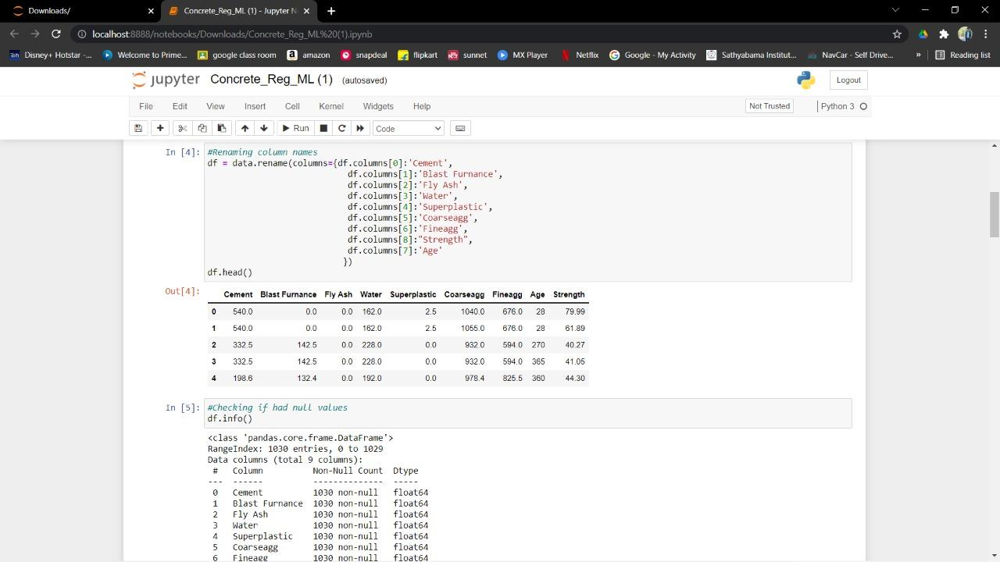 Downloads/
Concrete_Reg_ML (1) - Jupyter N
localhost:8888/notebooks/Downloads/Concrete_Reg_ML%20(1).ipynb
Disney+ Hotstar -... Welcome to Prime... google class room amazon snapdeal flipkart sunnet MX Player Netflix Google - My Activity Sathyabama Institut... NavCar - Self Drive... » Reading list
jupyter Concrete_Reg_ML (1) (autosaved) Logout
File Edit View Insert Cell Kernel Widgets Help Not Trusted Python 3
Run Code
In [4]: #Renaming column names
df = data.rename(columns={df.columns[0]:'Cement',
df.columns[1]:'Blast Furnance',
df.columns[2]:'Fly Ash',
df.columns[3]:'Water',
df.columns[4]:'Superplastic',
df.columns[5]:'Coarseagg',
df.columns[6]:'Fineagg',
df.columns[8]:"Strength",
df.columns[7]:'Age'
})
df.head()
Out[4]:
Cement Blast Furnance Fly Ash Water Superplastic Coarseagg Fineagg Age Strength
0 540.0 0.0 0.0 162.0 2.5 1040.0 676.0 28 79.99
1 540.0 0.0 0.0 162.0 2.5 1055.0 676.0 28 61.89
2 332.5 142.5 0.0 228.0 0.0 932.0 594.0 270 40.27
3 332.5 142.5 0.0 228.0 0.0 932.0 594.0 365 41.05
4 198.6 132.4 0.0 192.0 0.0 978.4 825.5 360 44.30
In [5]: #Checking if had null values
df.info()
<class 'pandas.core.frame.DataFrame'>
RangeIndex: 1030 entries, 0 to 1029
Data columns (total 9 columns):
# Column Non-Null Count Dtype
--- ------ -------------- -----
0 Cement 1030 non-null float64
1 Blast Furnance 1030 non-null float64
2 Fly Ash 1030 non-null float64
3 Water 1030 non-null float64
4 Superplastic 1030 non-null float64
5 Coarseagg 1030 non-null float64
6 Fineagg 1030 non-null float64